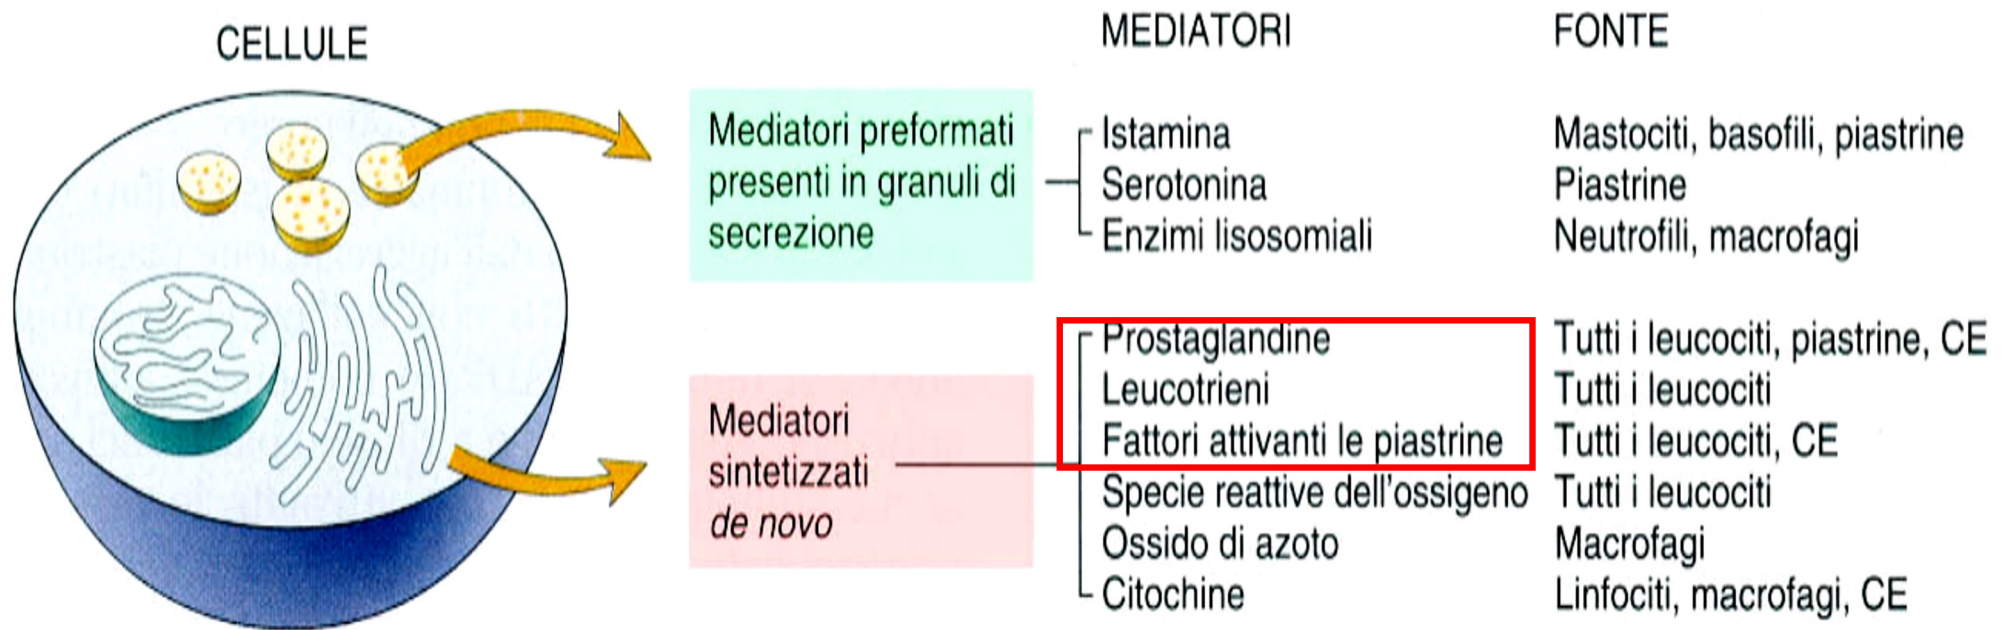 CELLULE
MEDIATORI
FONTE
Mediatori preformati
presenti in granuli di
secrezione
Istamina
Mastociti, basofili, piastrine
Serotonina
Piastrine
Enzimi lisosomiali
Neutrofili, macrofagi
Mediatori
sintetizzati
de novo
Prostaglandine
Tutti i leucociti, piastrine, CE
Leucotrieni
Tutti i leucociti
Fattori attivanti le piastrine
Tutti i leucociti, CE
Specie reattive dell'ossigeno
Tutti i leucociti
Ossido di azoto
Macrofagi
Citochine
Linfociti, macrofagi, CE